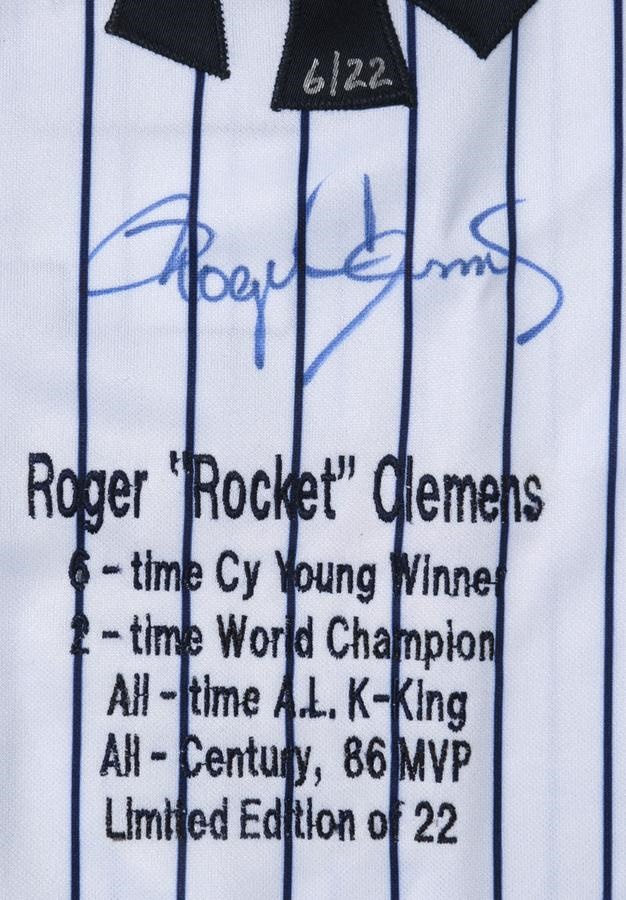 6/22
Roger Clemens
Roger "Rocket" Clemens
6 - time Cy Young Winner
2 - time World Champion
All - time A.L. K-King
All - Century, 86 MVP
Limited Edition of 22